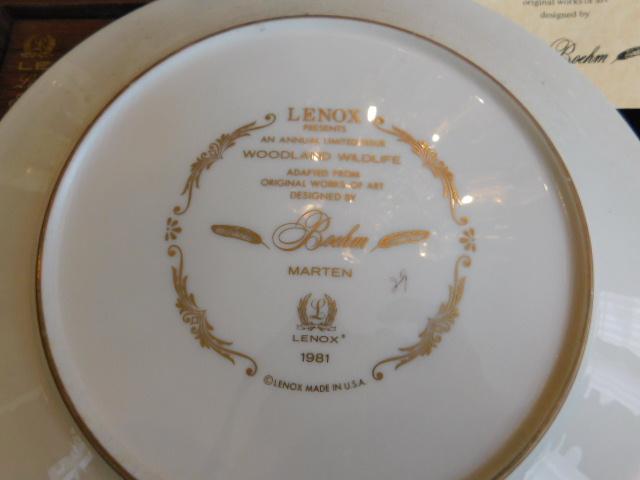 LENOX
PRESENTS
AN ANNUAL LIMITED ISSUE
WOODLAND WILDLIFE
ADAPTED FROM
ORIGINAL WORKS OF ART
DESIGNED BY
Boehm
MARTEN
L
LENOX®
1981
©LENOX MADE IN U.S.A.
original works of art
designed by
Boehm
L
LE